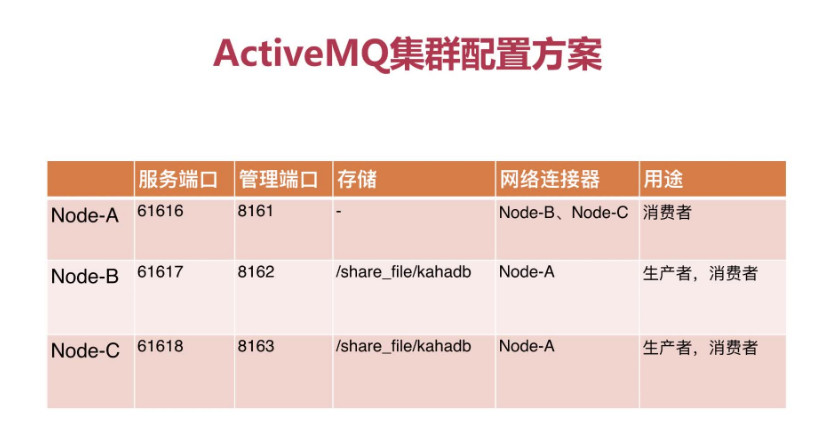 ActiveMQ集群配置方案
服务端口 管理端口 存储 网络连接器 用途
Node-A 61616 8161 - Node-B、Node-C 消费者
Node-B 61617 8162 /share_file/kahadb Node-A 生产者，消费者
Node-C 61618 8163 /share_file/kahadb Node-A 生产者，消费者